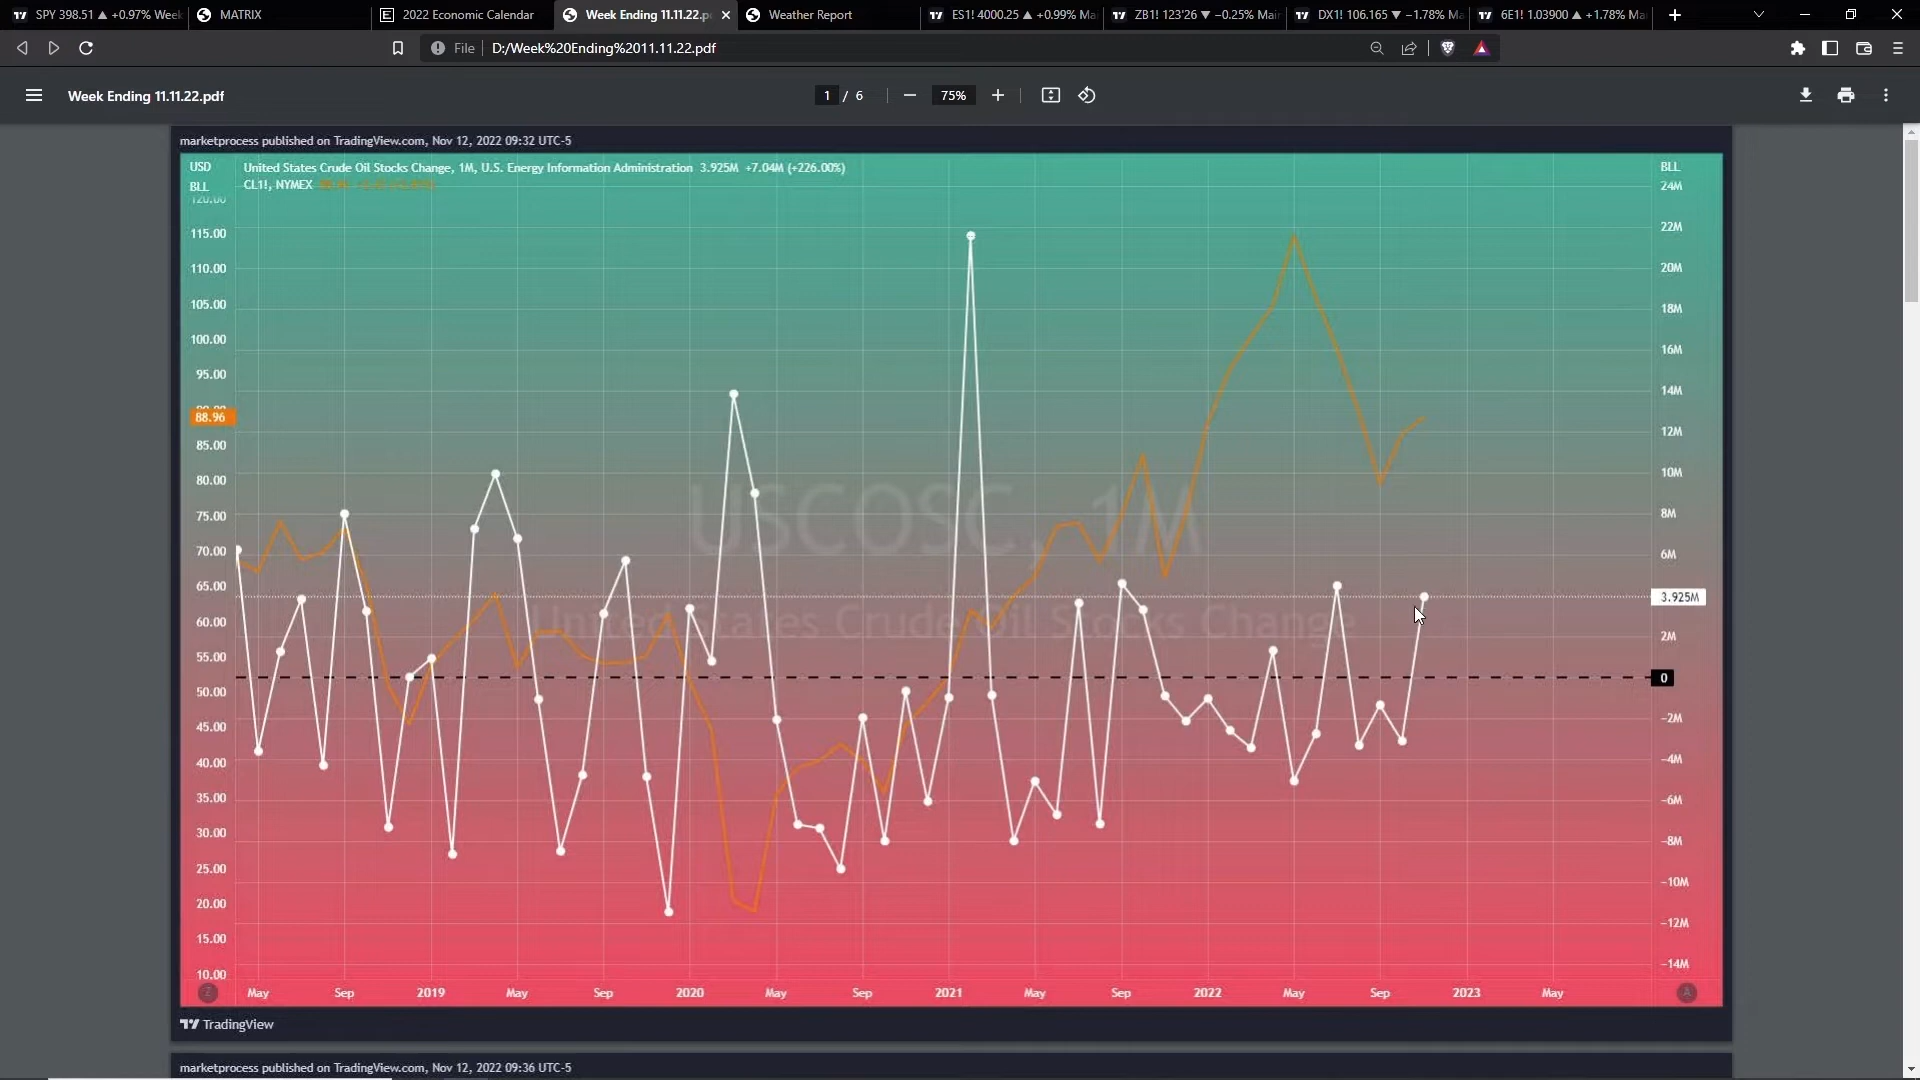 SPY 398.51 ▲ +0.97% Week
MATRIX
2022 Economic Calendar
Week Ending 11.11.22.p
Weather Report
ES1! 4000.25 ▲ +0.99% Ma
ZB1! 123'26 ▼ −0.25% Mai
DX1! 106.165 ▼ −1.78% Ma
6E1! 1.03900 ▲ +1.78% Ma
File
D:/Week%20Ending%2011.11.22.pdf
Week Ending 11.11.22.pdf
1 / 6
75%
marketprocess published on TradingView.com, Nov 12, 2022 09:32 UTC-5
USD
BLL
United States Crude Oil Stocks Change, 1M, U.S. Energy Information Administration 3.925M +7.04M (+226.00%)
CL1!, NYMEX
BLL
120.00
115.00
110.00
105.00
100.00
95.00
88.96
85.00
80.00
75.00
70.00
65.00
60.00
55.00
50.00
45.00
40.00
35.00
30.00
25.00
20.00
15.00
10.00
24M
22M
20M
18M
16M
14M
12M
10M
8M
6M
3.925M
2M
0
−2M
−4M
−6M
−8M
−10M
−12M
−14M
USCOSC, 1M
United States Crude Oil Stocks Change
Z
May
Sep
2019
May
Sep
2020
May
Sep
2021
May
Sep
2022
May
Sep
2023
May
A
TradingView
marketprocess published on TradingView.com, Nov 12, 2022 09:36 UTC-5